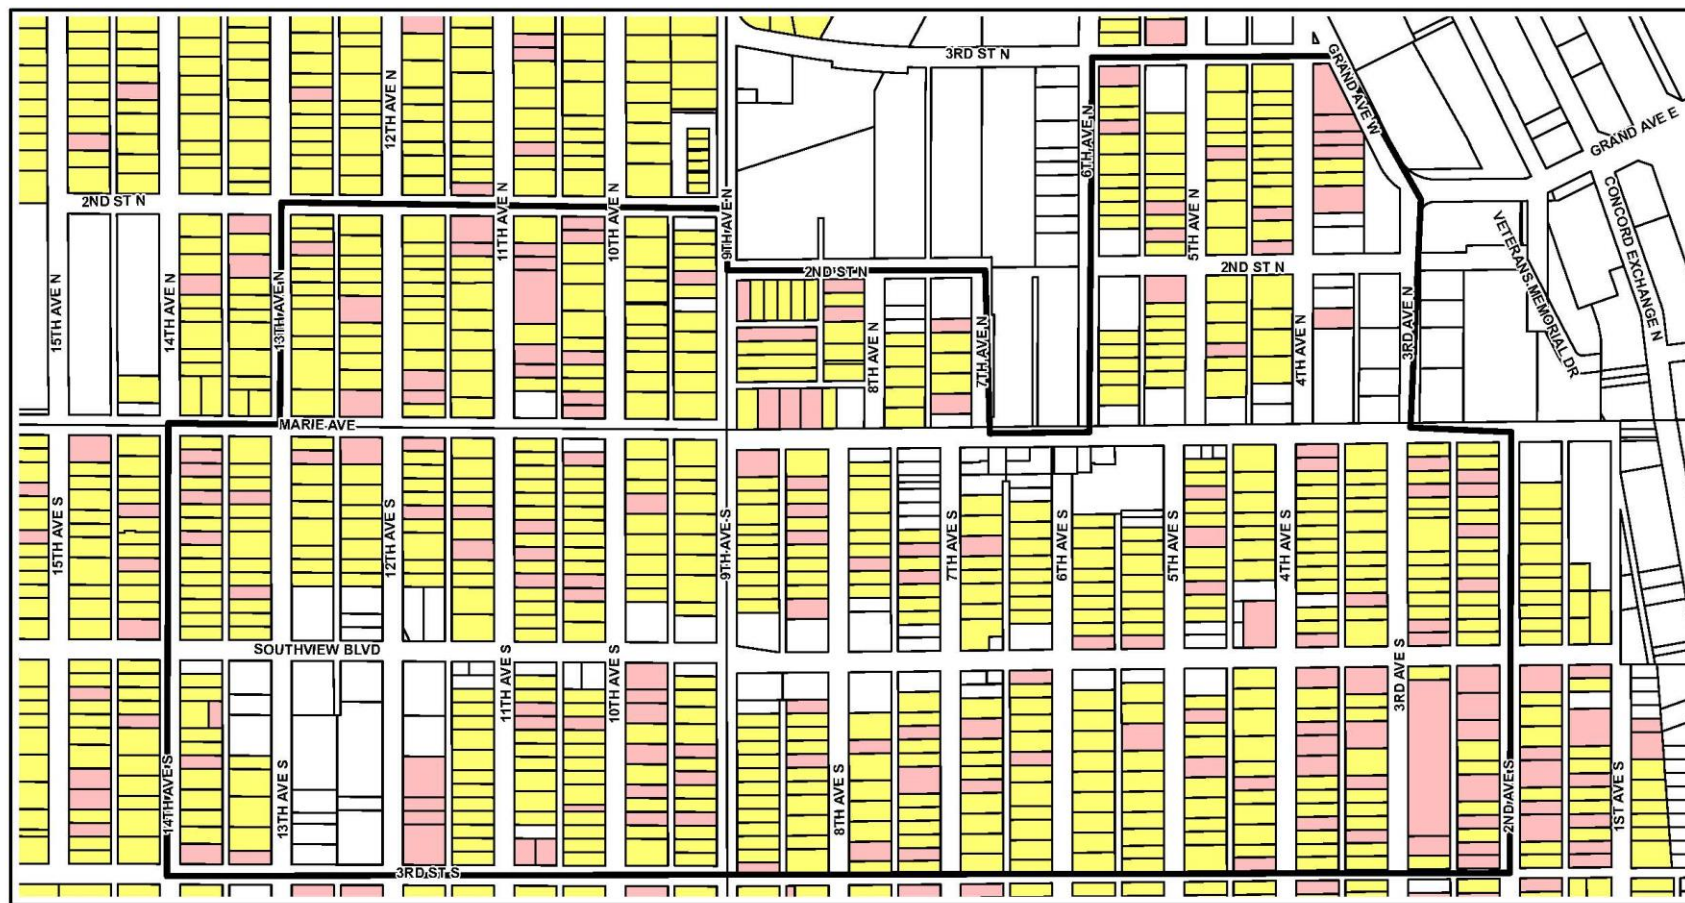 3RD ST N
GRAND AVE W
GRAND AVE E
12TH AVE N
6TH AVE N
2ND ST N
11TH AVE N
10TH AVE N
9TH AVE N
5TH AVE N
CONCORD EXCHANGE N
VETERANS MEMORIAL DR
15TH AVE N
14TH AVE N
13TH AVE N
2ND ST N
2ND ST N
8TH AVE N
7TH AVE N
4TH AVE N
3RD AVE N
MARIE AVE
15TH AVE S
12TH AVE S
9TH AVE S
7TH AVE S
6TH AVE S
5TH AVE S
4TH AVE S
SOUTHVIEW BLVD
11TH AVE S
10TH AVE S
3RD AVE S
14TH AVE S
13TH AVE S
8TH AVE S
2ND AVE S
1ST AVE S
3RD ST S